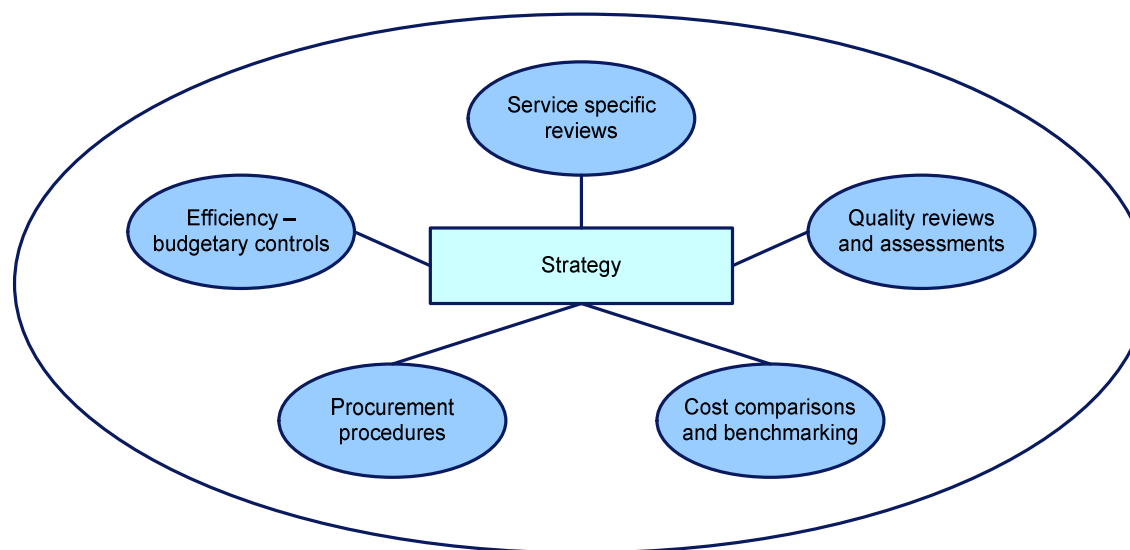 Service specific
reviews
Efficiency –
budgetary controls
Quality reviews
and assessments
Strategy
Procurement
procedures
Cost comparisons
and benchmarking